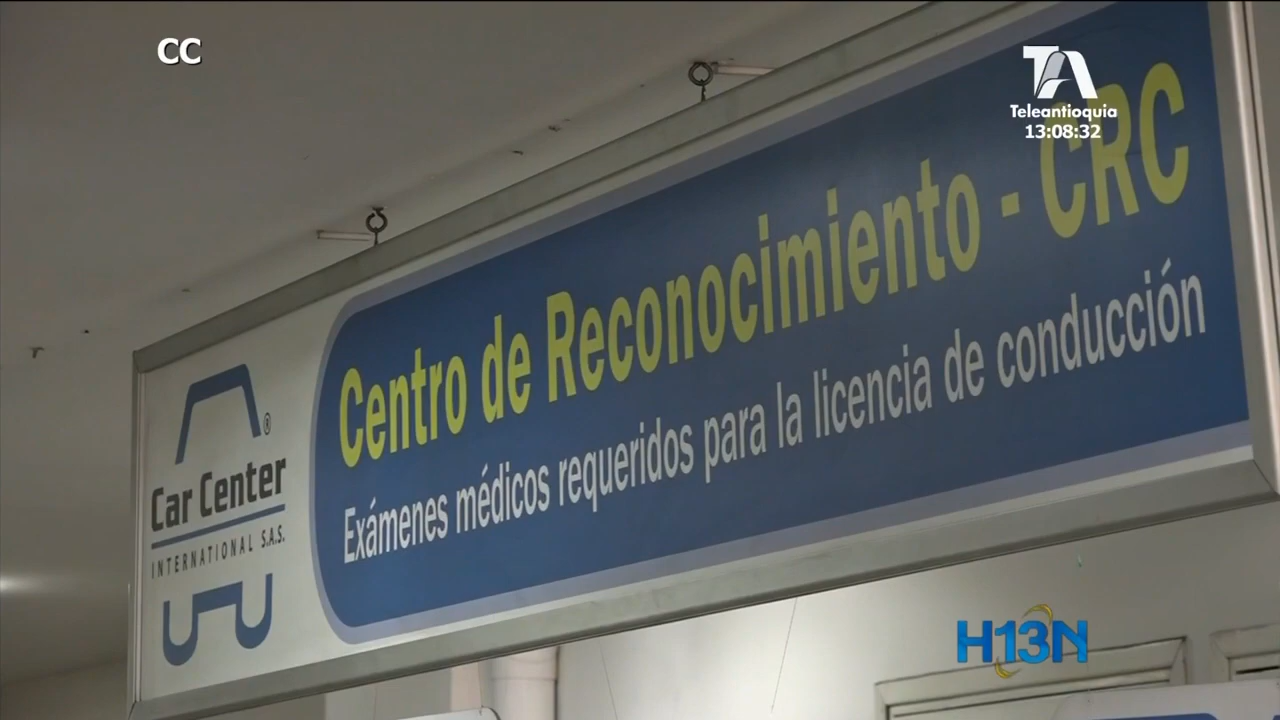 CC
TA
Teleantioquia
13:08:32
Centro de Reconocimiento - CRC
Exámenes médicos requeridos para la licencia de conducción
Car Center®
INTERNATIONAL S.A.S.
H13N